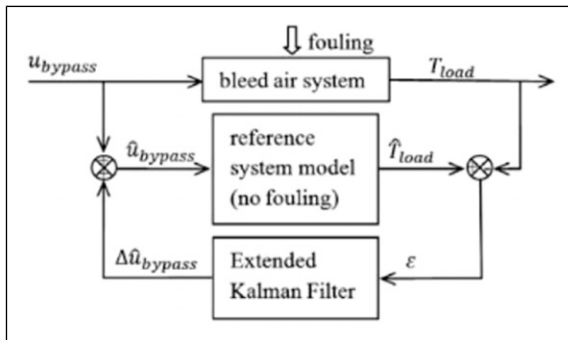 fouling
u_bypass
bleed air system
T_load
û_bypass
reference
system model
(no fouling)
T̂_load
Δû_bypass
Extended
Kalman Filter
ε